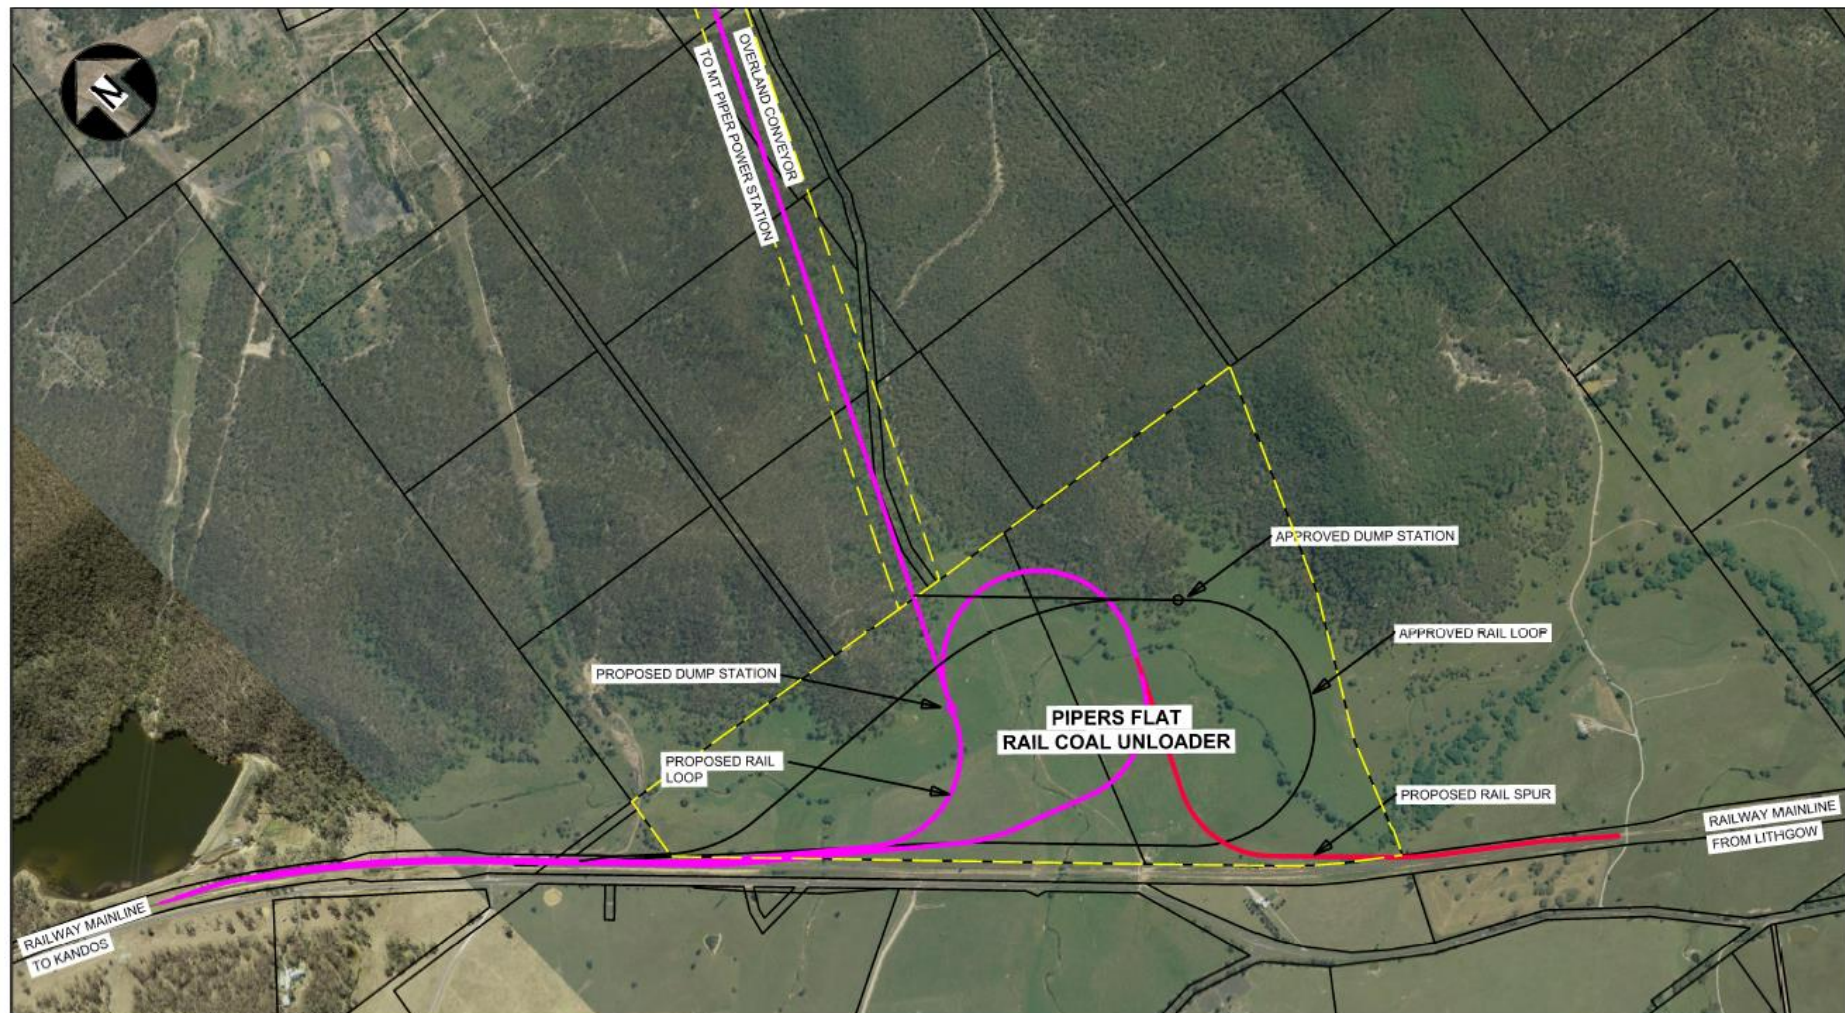 N
OVERLAND CONVEYOR
TO MT PIPER POWER STATION
APPROVED DUMP STATION
APPROVED RAIL LOOP
PROPOSED DUMP STATION
PIPERS FLAT
RAIL COAL UNLOADER
PROPOSED RAIL
LOOP
PROPOSED RAIL SPUR
RAILWAY MAINLINE
FROM LITHGOW
RAILWAY MAINLINE
TO KANDOS